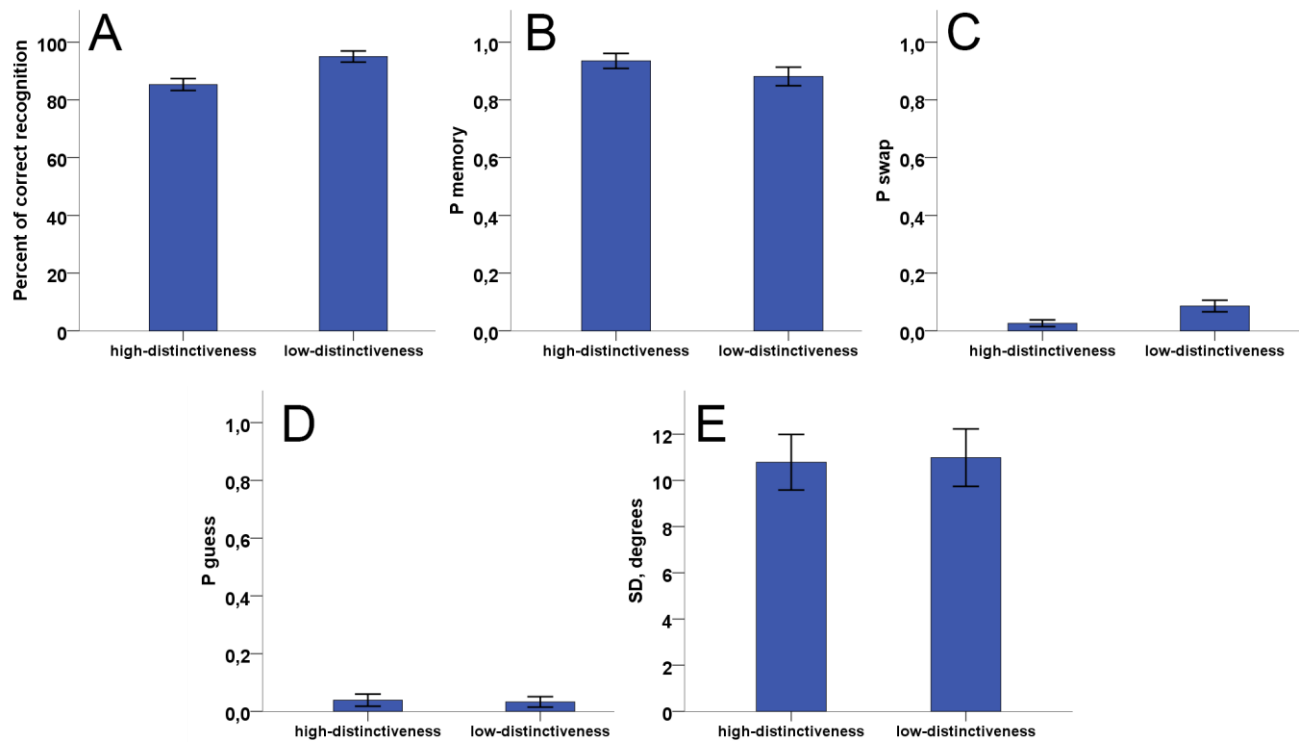 A
Percent of correct recognition
100
80
60
40
20
0
high-distinctiveness
low-distinctiveness
B
P memory
1,0
0,8
0,6
0,4
0,2
0,0
high-distinctiveness
low-distinctiveness
C
P swap
1,0
0,8
0,6
0,4
0,2
0,0
high-distinctiveness
low-distinctiveness
D
P guess
1,0
0,8
0,6
0,4
0,2
0,0
high-distinctiveness
low-distinctiveness
E
SD, degrees
12
10
8
6
4
2
0
high-distinctiveness
low-distinctiveness